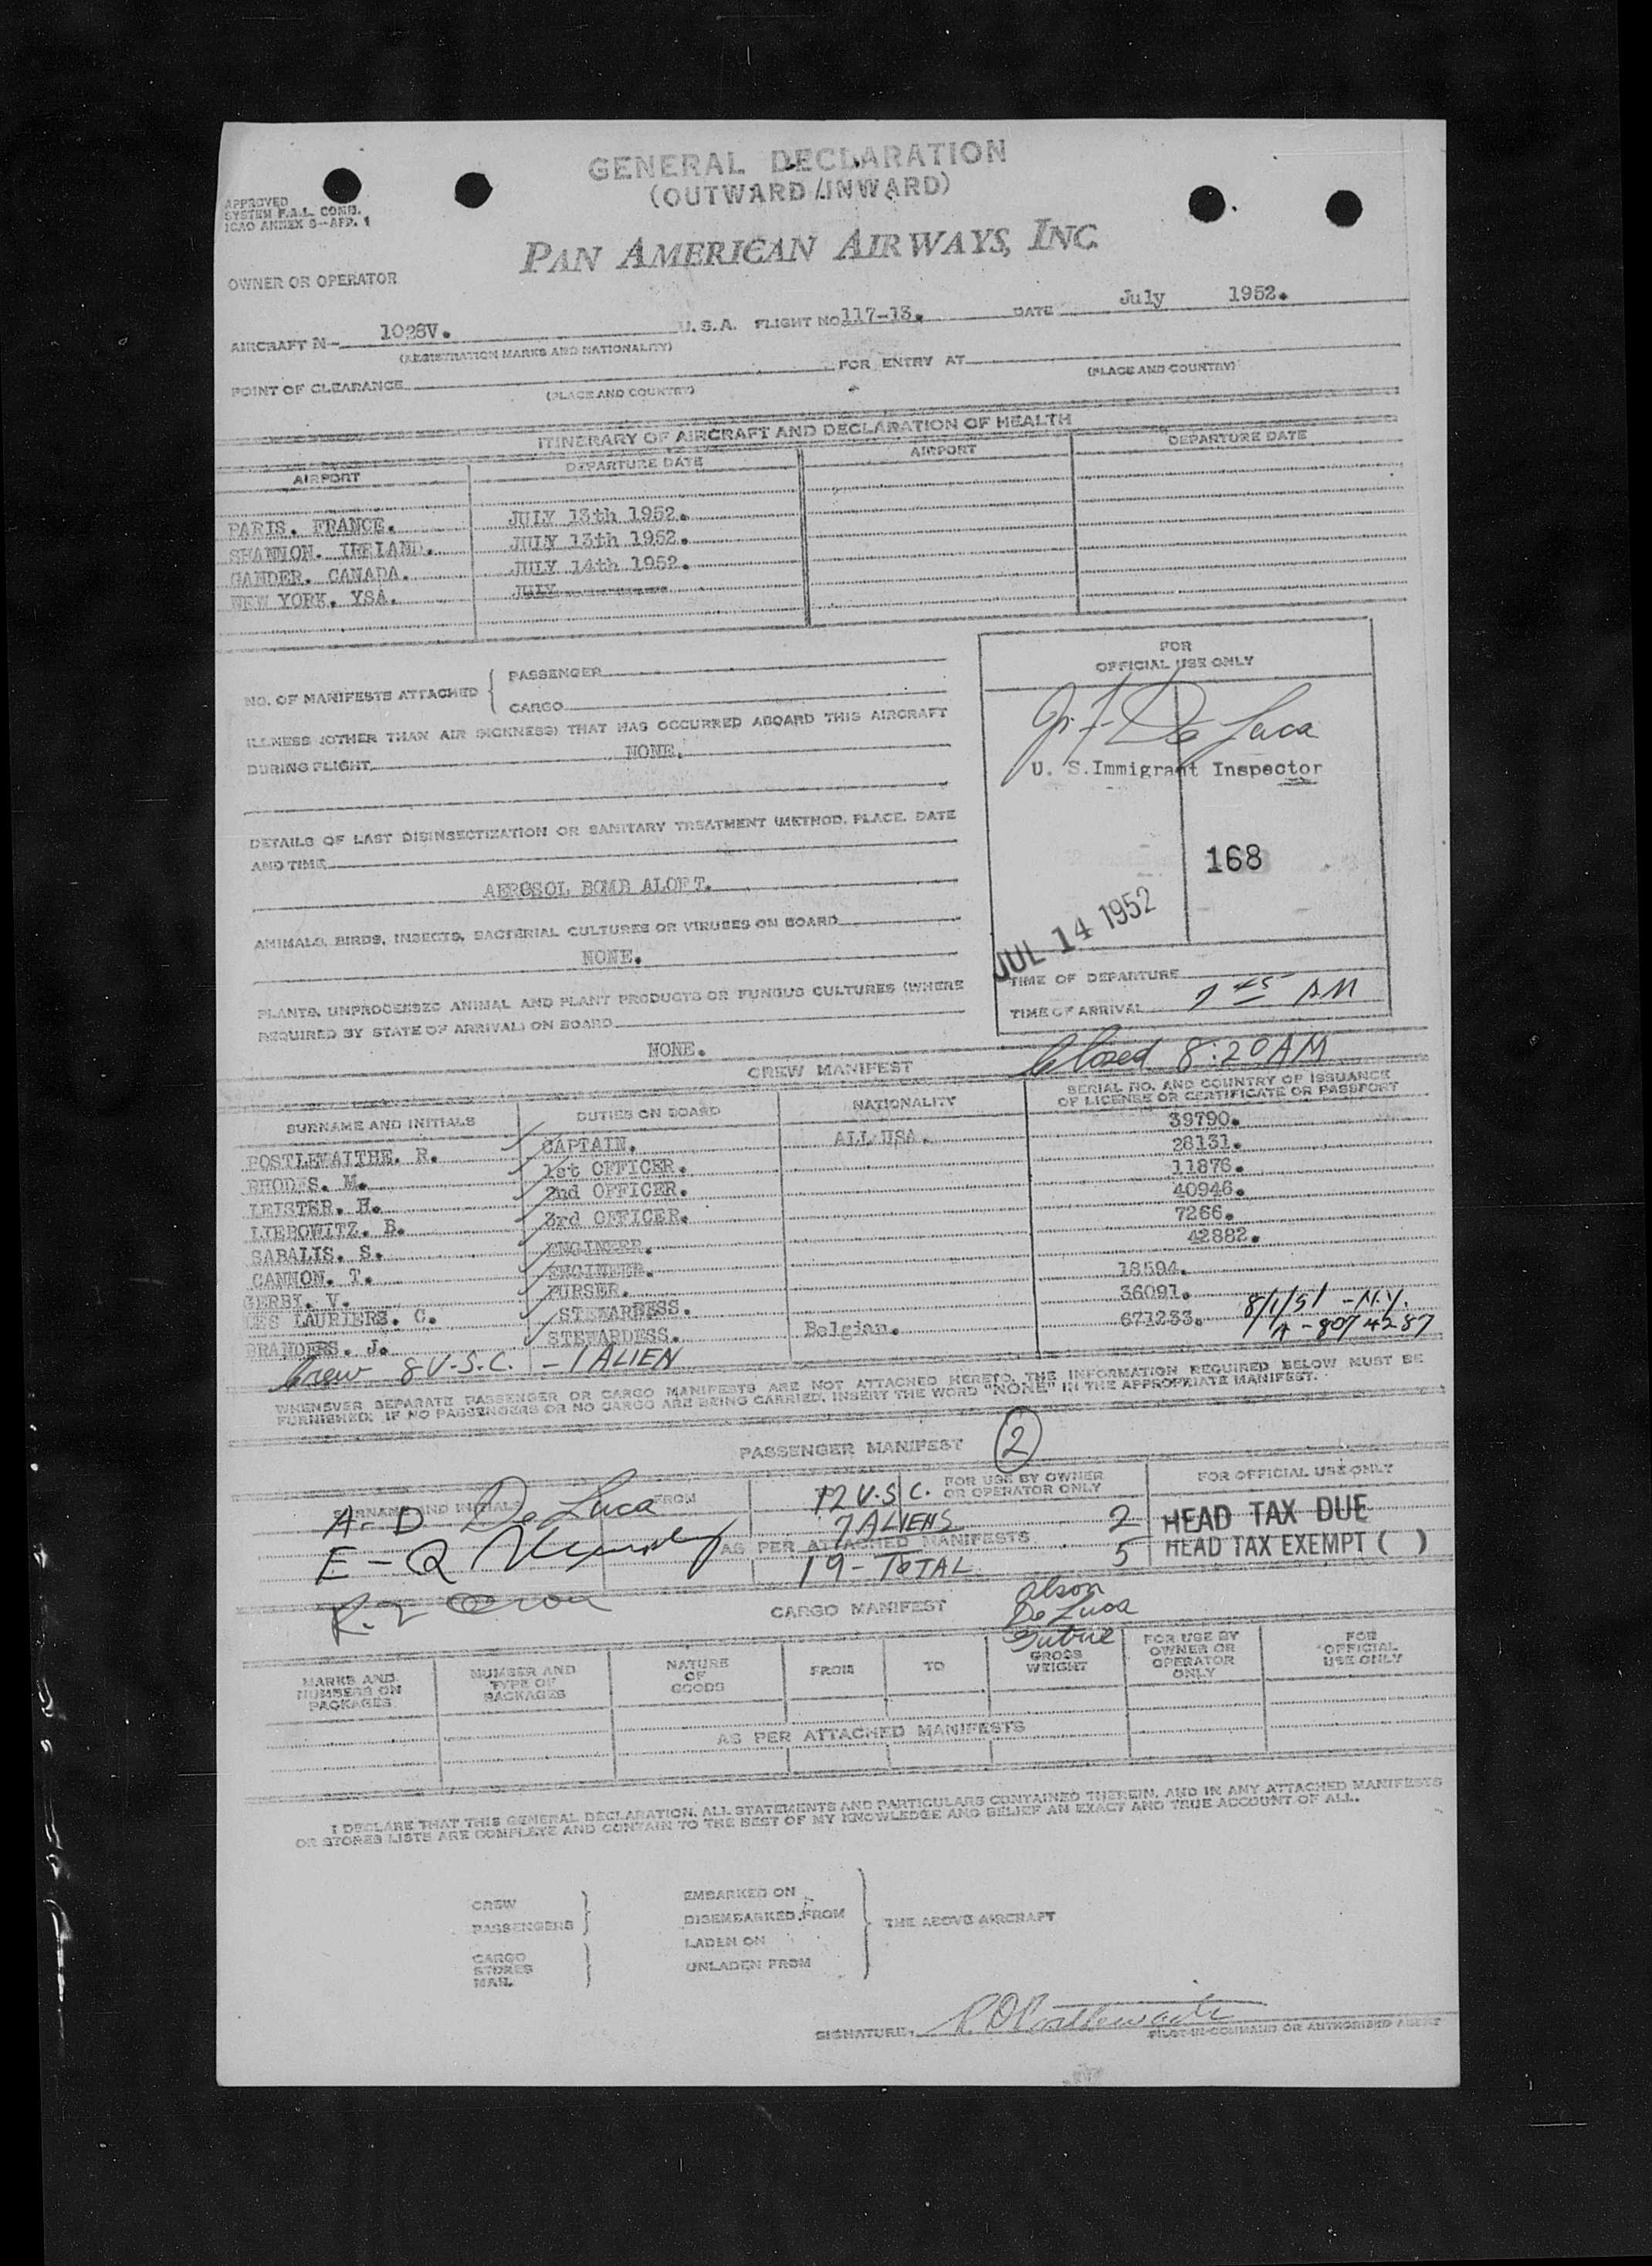 GENERAL DECLARATION
(OUTWARD/INWARD)
APPROVED
SYSTEM F.A.L. COMB.
ICAO ANNEX 9-APP. 1
PAN AMERICAN AIRWAYS, INC.
OWNER OR OPERATOR
AIRCRAFT N- 1028V. U.S.A. FLIGHT NO 117-13. DATE July 1952.
(REGISTRATION MARKS AND NATIONALITY)
POINT OF CLEARANCE FOR ENTRY AT
(PLACE AND COUNTRY) (PLACE AND COUNTRY)
ITINERARY OF AIRCRAFT AND DECLARATION OF HEALTH
AIRPORT DEPARTURE DATE AIRPORT DEPARTURE DATE
PARIS. FRANCE. JULY 13th 1952.
SHANNON. IRELAND. JULY 13th 1952.
GANDER. CANADA. JULY 14th 1952.
NEW YORK. YSA. JULY
NO. OF MANIFESTS ATTACHED { PASSENGER
CARGO
ILLNESS (OTHER THAN AIR SICKNESS) THAT HAS OCCURRED ABOARD THIS AIRCRAFT
DURING FLIGHT NONE.
DETAILS OF LAST DISINSECTIZATION OR SANITARY TREATMENT (METHOD, PLACE, DATE
AND TIME
AEROSOL BOMB ALOFT.
ANIMALS, BIRDS, INSECTS, BACTERIAL CULTURES OR VIRUSES ON BOARD
NONE.
PLANTS, UNPROCESSED ANIMAL AND PLANT PRODUCTS OR FUNGUS CULTURES (WHERE
REQUIRED BY STATE OF ARRIVAL) ON BOARD
NONE.
FOR
OFFICIAL USE ONLY
De Luca
U. S. Immigrant Inspector
168
JUL 14 1952
TIME OF DEPARTURE
TIME OF ARRIVAL 7 45 AM
Closed 8:20 AM
CREW MANIFEST
SURNAME AND INITIALS DUTIES ON BOARD NATIONALITY SERIAL NO. AND COUNTRY OF ISSUANCE
OF LICENSE OR CERTIFICATE OR PASSPORT
POSTLEWAITHE. R. CAPTAIN. ALL USA. 39790.
RHODES. M. 1st OFFICER. 28131.
LEISTER. H. 2nd OFFICER. 11876.
LIEBOWITZ. B. 3rd OFFICER. 40946.
SABALIS. S. ENGINEER. 7266.
CANNON. T. ENGINEER. 42882.
GERBI. V. PURSER. 18594.
DES LAURIERS. C. STEWARDESS. 36091.
BRANDERS. J. STEWARDESS. Belgian. 671233. 8/1/51 - N.Y.
A-8074287
Crew 8 U.S.C. - 1 ALIEN
WHENEVER SEPARATE PASSENGER OR CARGO MANIFESTS ARE NOT ATTACHED HERETO, THE INFORMATION REQUIRED BELOW MUST BE
FURNISHED: IF NO PASSENGERS OR NO CARGO ARE BEING CARRIED, INSERT THE WORD "NONE" IN THE APPROPRIATE MANIFEST.
PASSENGER MANIFEST 2
SURNAME AND INITIALS FROM FOR USE BY OWNER
OR OPERATOR ONLY FOR OFFICIAL USE ONLY
A-D De Luca 12 U.S.C.
7 ALIENS 2 HEAD TAX DUE
E-Q AS PER ATTACHED MANIFESTS
19-TOTAL 5 HEAD TAX EXEMPT ( )
CARGO MANIFEST
De Luca
MARKS AND
NUMBERS ON
PACKAGES
NUMBER AND
TYPE OF
PACKAGES
NATURE
OF
GOODS
FROM
TO
GROSS
WEIGHT
FOR USE BY
OWNER OR
OPERATOR
ONLY
FOR
OFFICIAL
USE ONLY
AS PER ATTACHED MANIFESTS
I DECLARE THAT THIS GENERAL DECLARATION, ALL STATEMENTS AND PARTICULARS CONTAINED THEREIN, AND IN ANY ATTACHED MANIFESTS
OR STORES LISTS ARE COMPLETE AND CONTAIN TO THE BEST OF MY KNOWLEDGE AND BELIEF AN EXACT AND TRUE ACCOUNT OF ALL.
CREW
PASSENGERS
CARGO
STORES
MAIL
EMBARKED ON
DISEMBARKED FROM
LADEN ON
UNLADEN FROM
THE ABOVE AIRCRAFT
SIGNATURE
PILOT-IN-COMMAND OR AUTHORISED AGENT